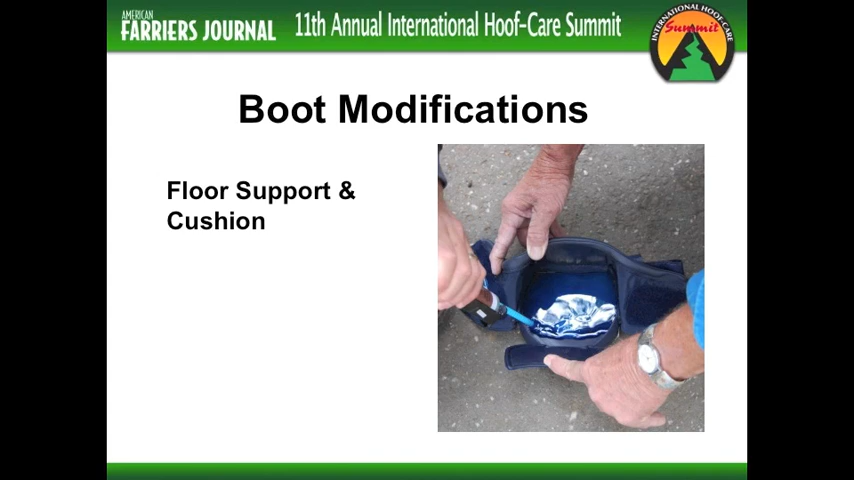 AMERICAN
FARRIERS JOURNAL
11th Annual International Hoof-Care Summit
INTERNATIONAL HOOF-CARE
Summit
Boot Modifications
Floor Support &
Cushion